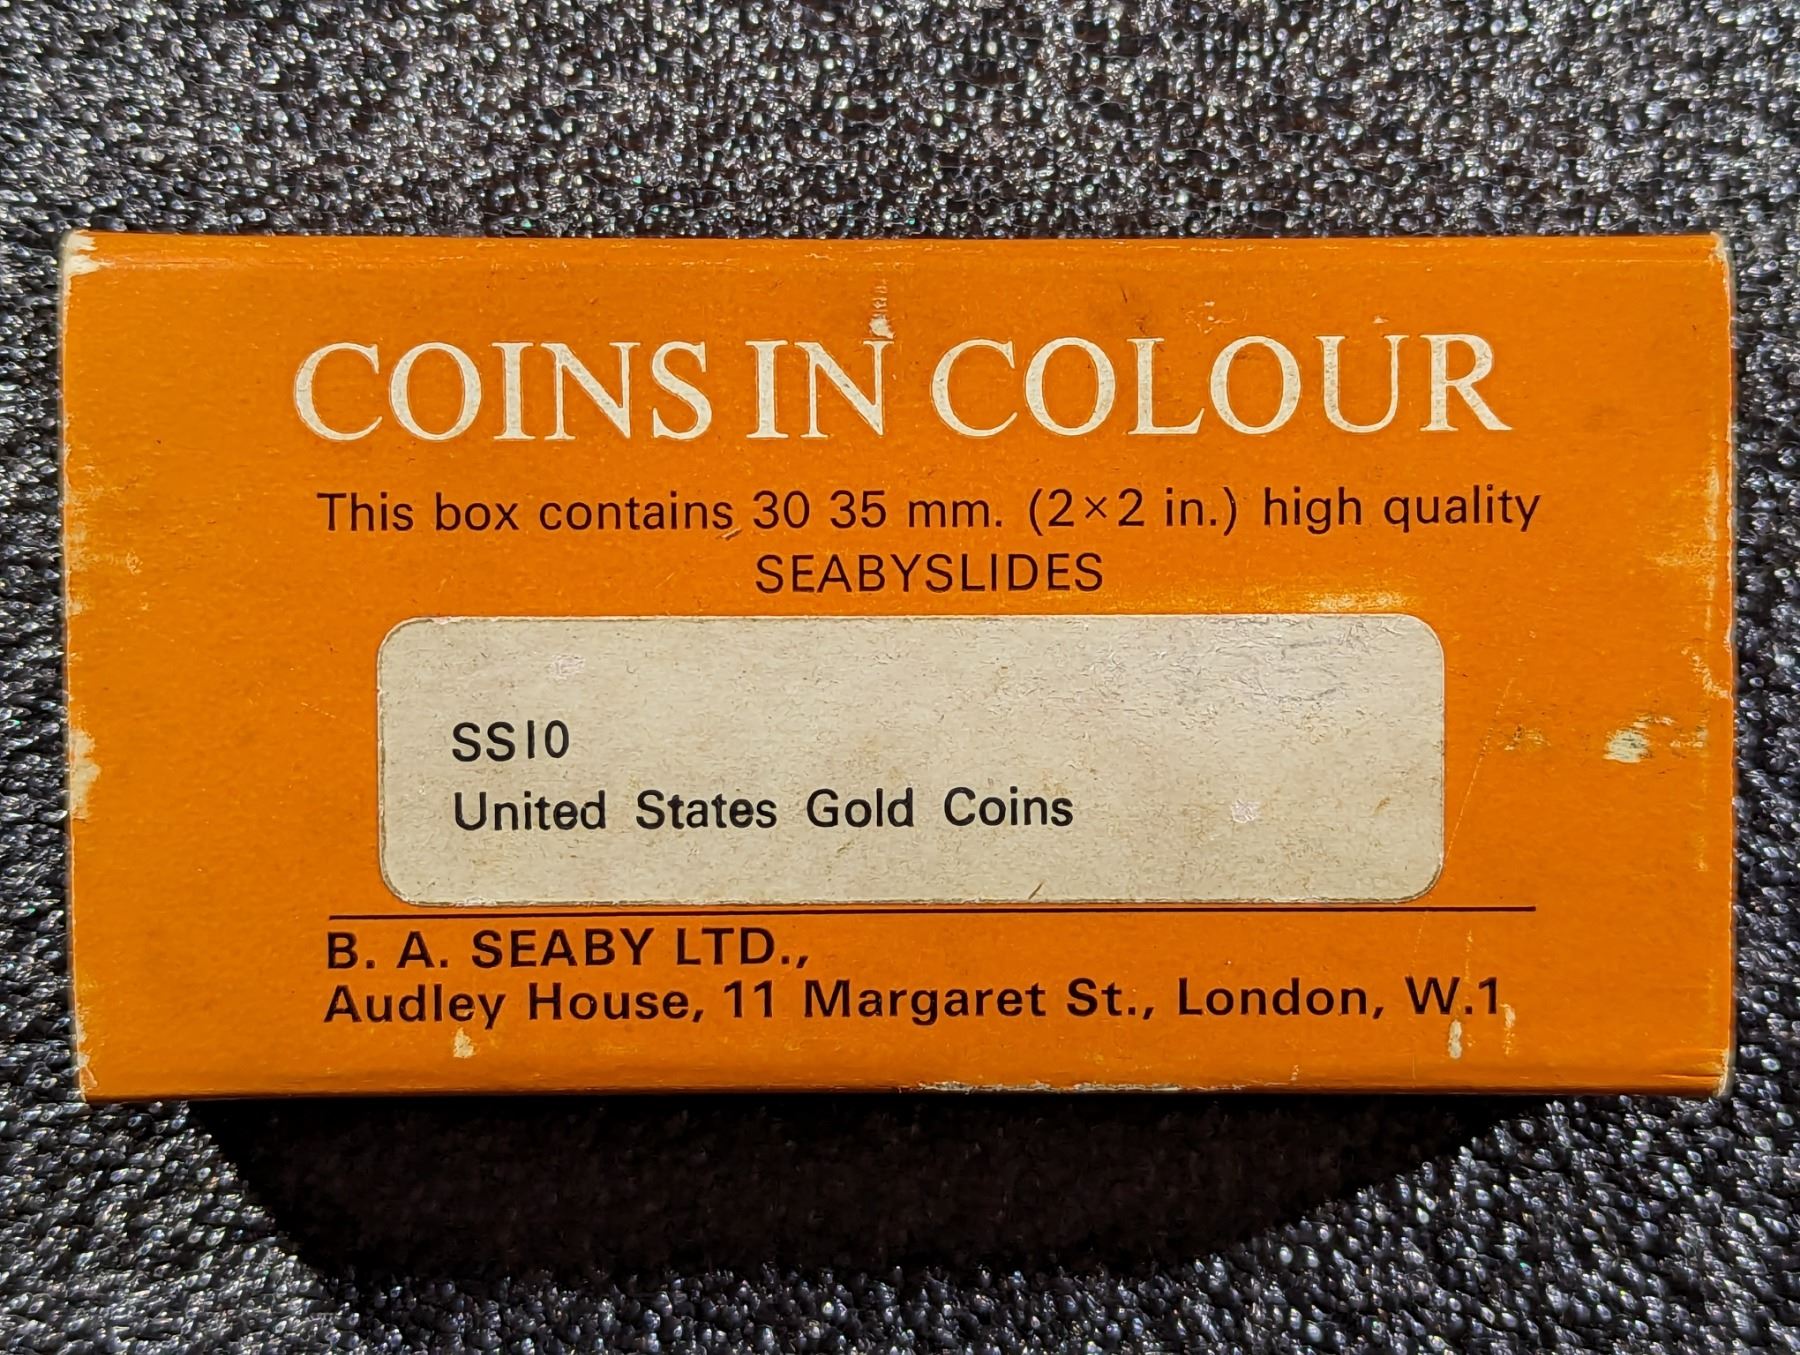 COINS IN COLOUR
This box contains 30 35 mm. (2×2 in.) high quality
SEABYSLIDES
SS10
United States Gold Coins
B. A. SEABY LTD.,
Audley House, 11 Margaret St., London, W.1